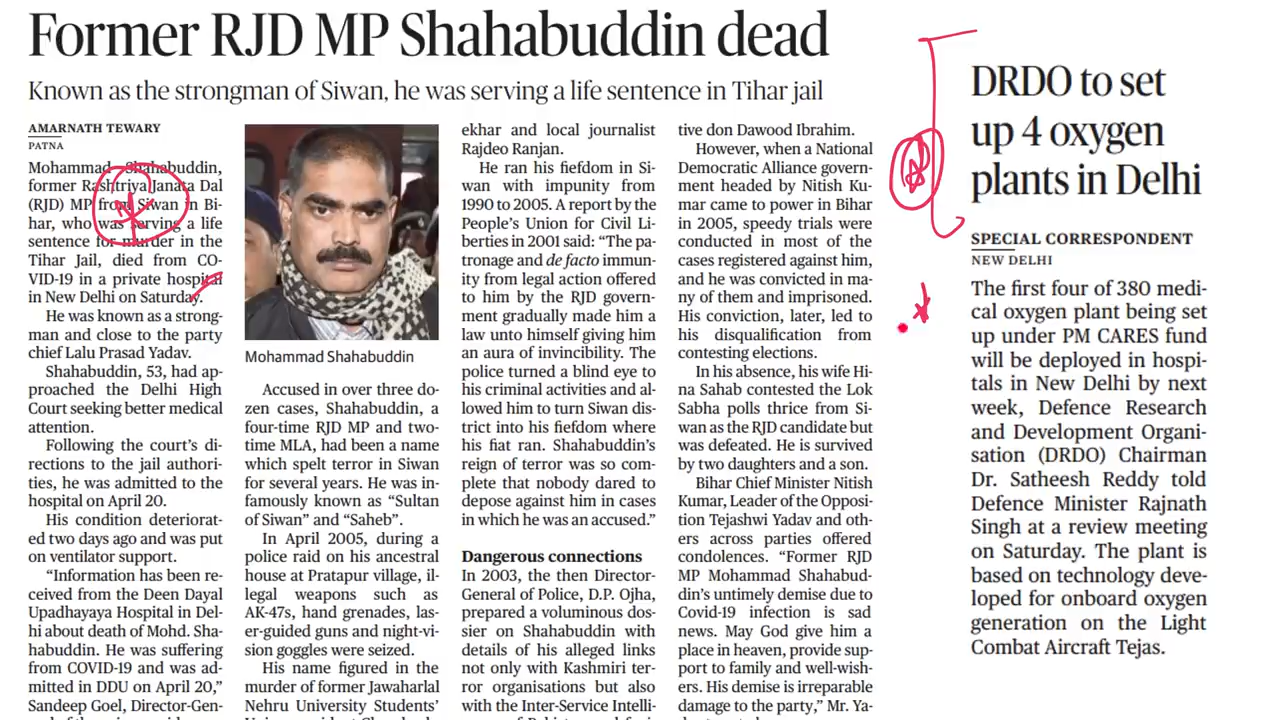 Former RJD MP Shahabuddin dead
Known as the strongman of Siwan, he was serving a life sentence in Tihar jail
AMARNATH TEWARY
PATNA
Mohammad Shahabuddin,
former Rashtriya Janata Dal
(RJD) MP from Siwan in Bi-
har, who was serving a life
sentence for murder in the
Tihar Jail, died from CO-
VID-19 in a private hospital
in New Delhi on Saturday.
He was known as a strong-
man and close to the party
chief Lalu Prasad Yadav.
Shahabuddin, 53, had ap-
proached the Delhi High
Court seeking better medical
attention.
Following the court’s di-
rections to the jail authori-
ties, he was admitted to the
hospital on April 20.
His condition deteriorat-
ed two days ago and was put
on ventilator support.
“Information has been re-
ceived from the Deen Dayal
Upadhayaya Hospital in Del-
hi about death of Mohd. Sha-
habuddin. He was suffering
from COVID-19 and was ad-
mitted in DDU on April 20,”
Sandeep Goel, Director-Gen-
Mohammad Shahabuddin
Accused in over three do-
zen cases, Shahabuddin, a
four-time RJD MP and two-
time MLA, had been a name
which spelt terror in Siwan
for several years. He was in-
famously known as “Sultan
of Siwan” and “Saheb”.
In April 2005, during a
police raid on his ancestral
house at Pratapur village, il-
legal weapons such as
AK-47s, hand grenades, las-
er-guided guns and night-vi-
sion goggles were seized.
His name figured in the
murder of former Jawaharlal
Nehru University Students’
ekhar and local journalist
Rajdeo Ranjan.
He ran his fiefdom in Si-
wan with impunity from
1990 to 2005. A report by the
People’s Union for Civil Li-
berties in 2001 said: “The pa-
tronage and de facto immun-
ity from legal action offered
to him by the RJD govern-
ment gradually made him a
law unto himself giving him
an aura of invincibility. The
police turned a blind eye to
his criminal activities and al-
lowed him to turn Siwan dis-
trict into his fiefdom where
his fiat ran. Shahabuddin’s
reign of terror was so com-
plete that nobody dared to
depose against him in cases
in which he was an accused.”
Dangerous connections
In 2003, the then Director-
General of Police, D.P. Ojha,
prepared a voluminous dos-
sier on Shahabuddin with
details of his alleged links
not only with Kashmiri ter-
ror organisations but also
with the Inter-Service Intelli-
tive don Dawood Ibrahim.
However, when a National
Democratic Alliance govern-
ment headed by Nitish Ku-
mar came to power in Bihar
in 2005, speedy trials were
conducted in most of the
cases registered against him,
and he was convicted in ma-
ny of them and imprisoned.
His conviction, later, led to
his disqualification from
contesting elections.
In his absence, his wife Hi-
na Sahab contested the Lok
Sabha polls thrice from Si-
wan as the RJD candidate but
was defeated. He is survived
by two daughters and a son.
Bihar Chief Minister Nitish
Kumar, Leader of the Opposi-
tion Tejashwi Yadav and oth-
ers across parties offered
condolences. “Former RJD
MP Mohammad Shahabud-
din’s untimely demise due to
Covid-19 infection is sad
news. May God give him a
place in heaven, provide sup-
port to family and well-wish-
ers. His demise is irreparable
damage to the party,” Mr. Ya-
DRDO to set
up 4 oxygen
plants in Delhi
SPECIAL CORRESPONDENT
NEW DELHI
The first four of 380 medi-
cal oxygen plant being set
up under PM CARES fund
will be deployed in hospi-
tals in New Delhi by next
week, Defence Research
and Development Organi-
sation (DRDO) Chairman
Dr. Satheesh Reddy told
Defence Minister Rajnath
Singh at a review meeting
on Saturday. The plant is
based on technology deve-
loped for onboard oxygen
generation on the Light
Combat Aircraft Tejas.